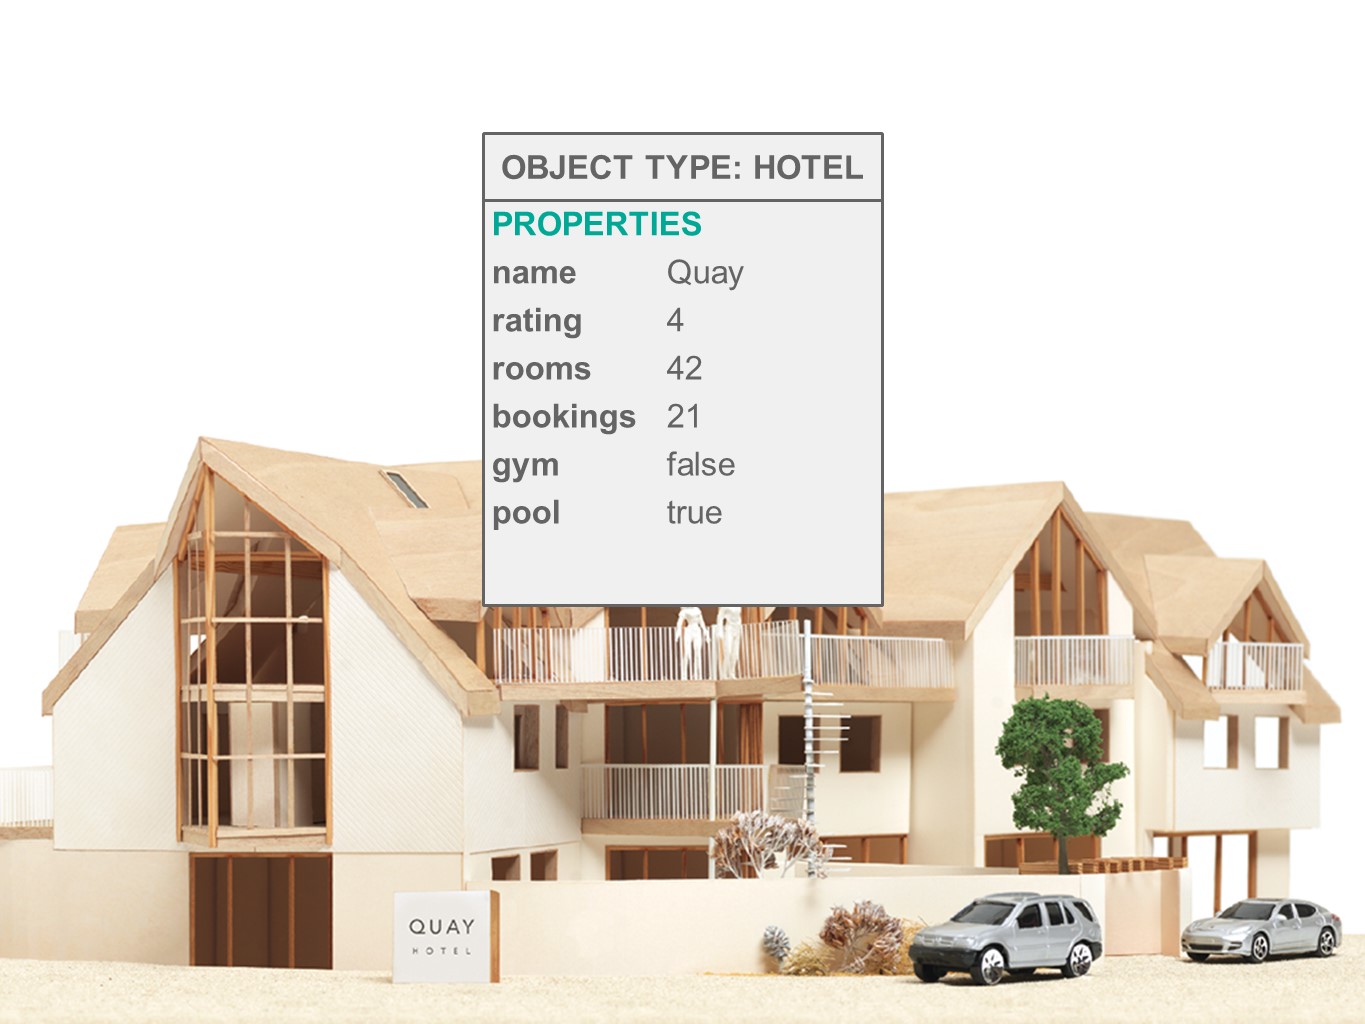 OBJECT TYPE: HOTEL
PROPERTIES
name Quay
rating 4
rooms 42
bookings 21
gym false
pool true
QUAY
HOTEL